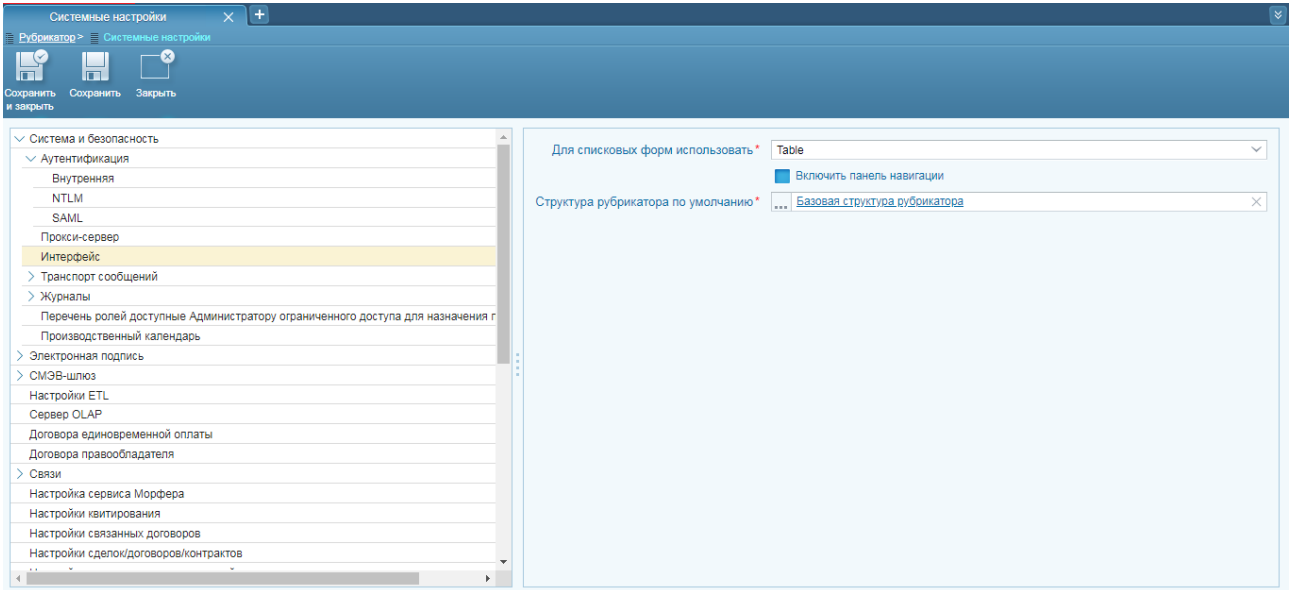 Системные настройки
Рубрикатор > Системные настройки
Сохранить и закрыть
Сохранить
Закрыть
Система и безопасность
Аутентификация
Внутренняя
NTLM
SAML
Прокси-сервер
Интерфейс
Транспорт сообщений
Журналы
Перечень ролей доступные Администратору ограниченного доступа для назначения
Производственный календарь
Электронная подпись
СМЭВ-шлюз
Настройки ETL
Сервер OLAP
Договора единовременной оплаты
Договора правообладателя
Связи
Настройка сервиса Морфера
Настройки квитирования
Настройки связанных договоров
Настройки сделок/договоров/контрактов
Для списковых форм использовать* Table
Включить панель навигации
Структура рубрикатора по умолчанию* ... Базовая структура рубрикатора